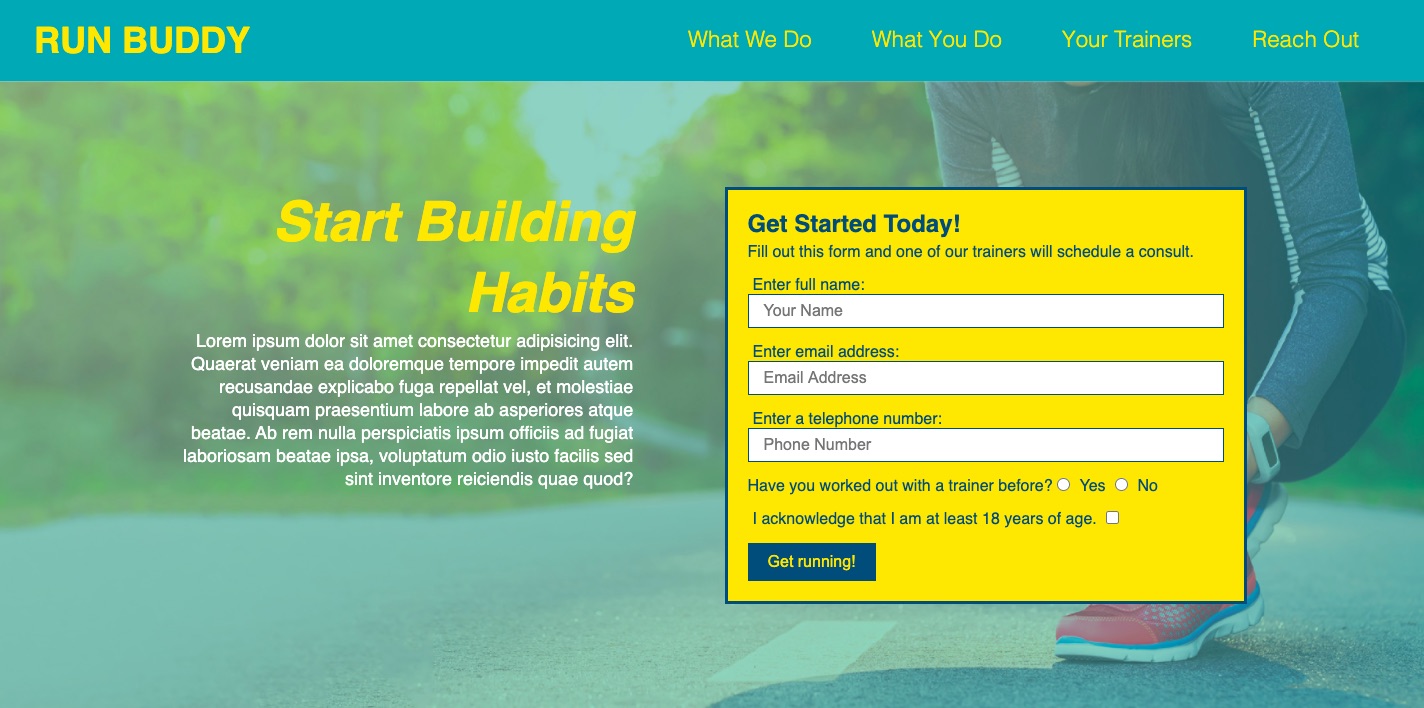 RUN BUDDY
What We Do What You Do Your Trainers Reach Out
Start Building
Habits
Lorem ipsum dolor sit amet consectetur adipisicing elit.
Quaerat veniam ea doloremque tempore impedit autem
recusandae explicabo fuga repellat vel, et molestiae
quisquam praesentium labore ab asperiores atque
beatae. Ab rem nulla perspiciatis ipsum officiis ad fugiat
laboriosam beatae ipsa, voluptatum odio iusto facilis sed
sint inventore reiciendis quae quod?
Get Started Today!
Fill out this form and one of our trainers will schedule a consult.
Enter full name:
Your Name
Enter email address:
Email Address
Enter a telephone number:
Phone Number
Have you worked out with a trainer before? Yes No
I acknowledge that I am at least 18 years of age.
Get running!